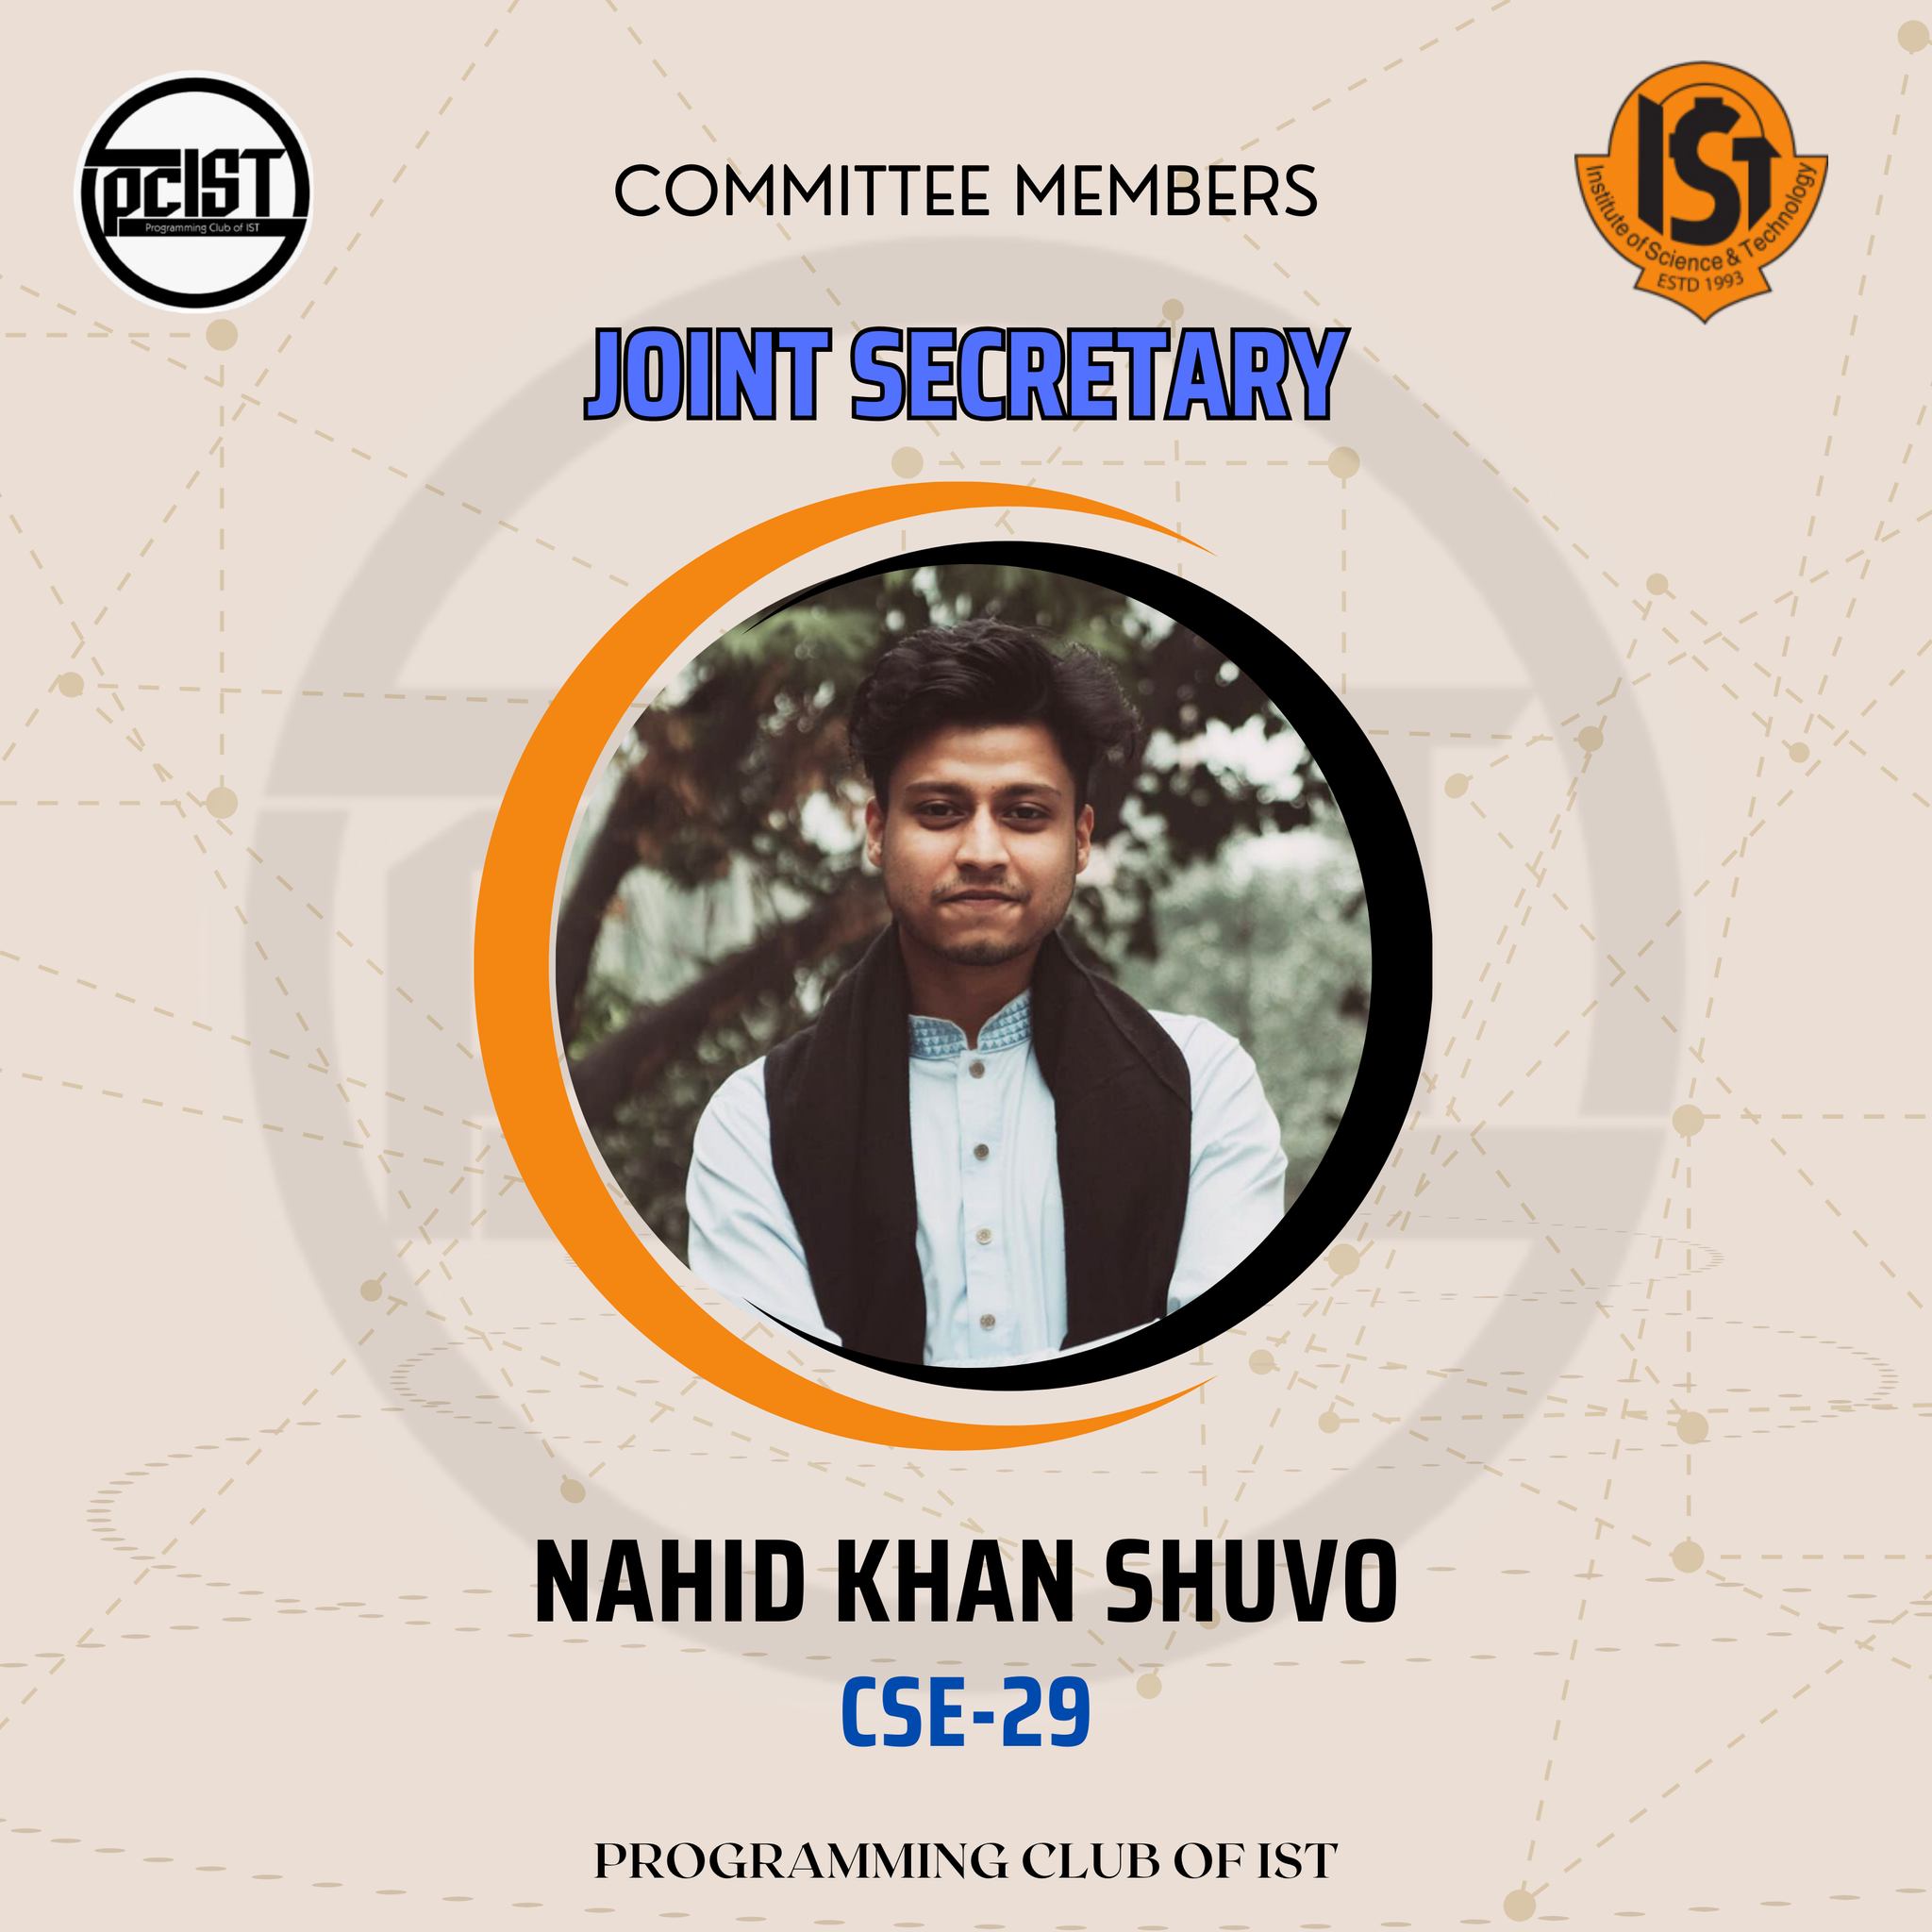 pcIST
Programming Club of IST
COMMITTEE MEMBERS
IST
Institute of Science & Technology
ESTD 1993
JOINT SECRETARY
NAHID KHAN SHUVO
CSE-29
PROGRAMMING CLUB OF IST